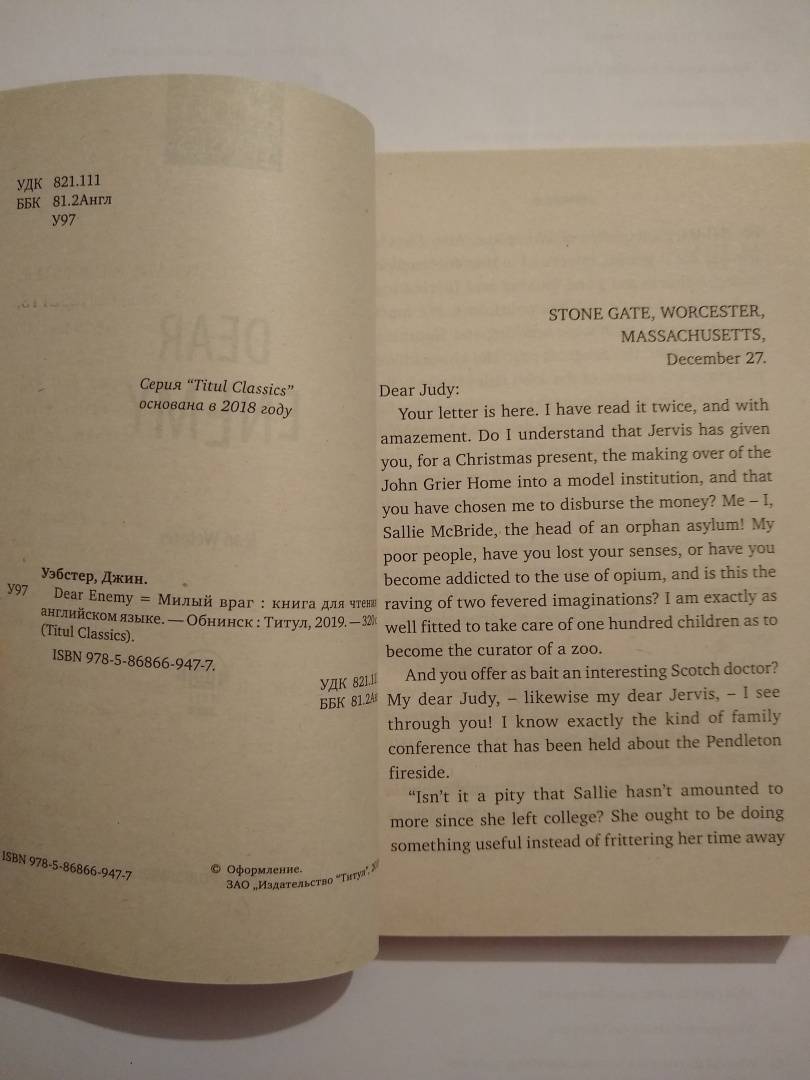 УДК 821.111
ББК 81.2Англ
У97
Серия “Titul Classics”
основана в 2018 году
Уэбстер, Джин.
У97 Dear Enemy = Милый враг : книга для чтения
английском языке. — Обнинск : Титул, 2019. — 320с
(Titul Classics).
ISBN 978-5-86866-947-7.
УДК 821.11
ББК 81.2Ан
ISBN 978-5-86866-947-7
© Оформление.
ЗАО „Издательство “Титул”,
STONE GATE, WORCESTER,
MASSACHUSETTS,
December 27.
Dear Judy:
Your letter is here. I have read it twice, and with
amazement. Do I understand that Jervis has given
you, for a Christmas present, the making over of the
John Grier Home into a model institution, and that
you have chosen me to disburse the money? Me – I,
Sallie McBride, the head of an orphan asylum! My
poor people, have you lost your senses, or have you
become addicted to the use of opium, and is this the
raving of two fevered imaginations? I am exactly as
well fitted to take care of one hundred children as to
become the curator of a zoo.
And you offer as bait an interesting Scotch doctor?
My dear Judy, – likewise my dear Jervis, – I see
through you! I know exactly the kind of family
conference that has been held about the Pendleton
fireside.
“Isn’t it a pity that Sallie hasn’t amounted to
more since she left college? She ought to be doing
something useful instead of frittering her time away